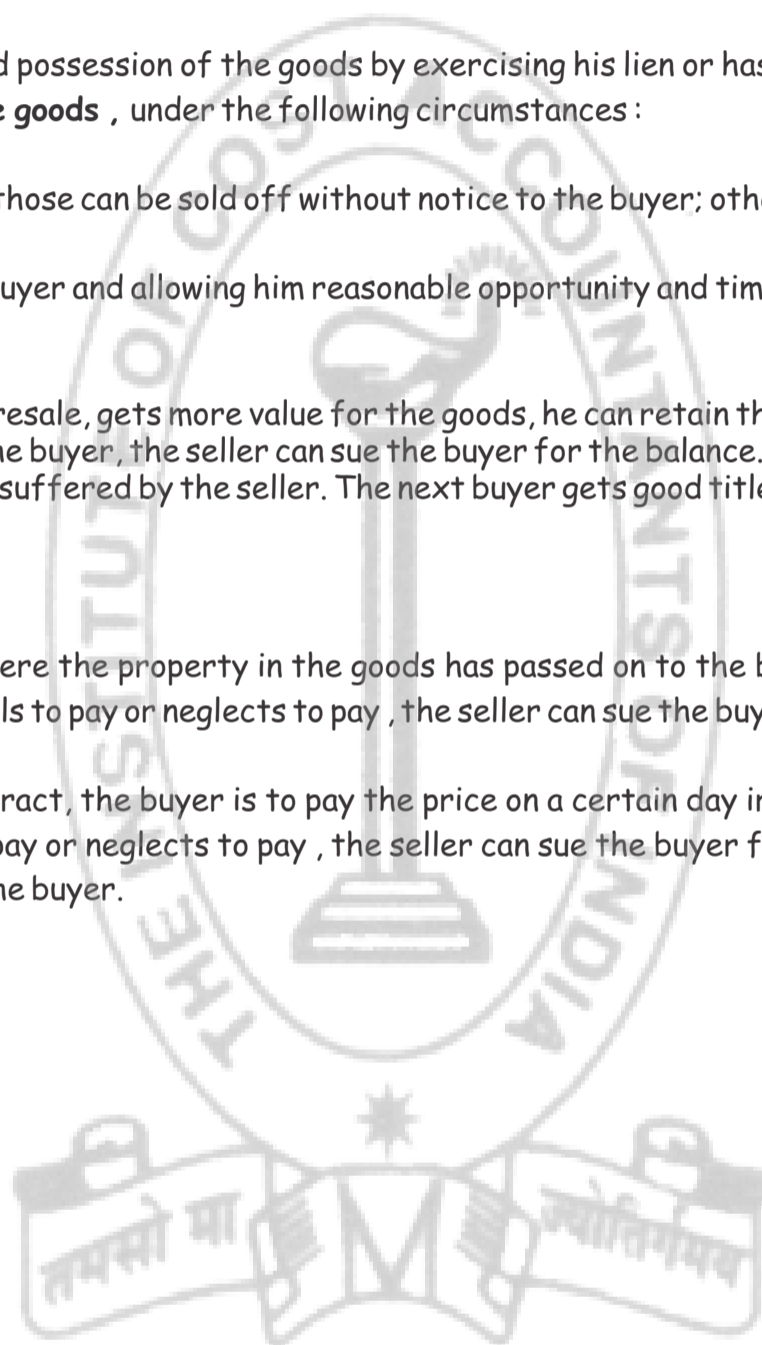 d possession of the goods by exercising his lien or has
e goods , under the following circumstances :
those can be sold off without notice to the buyer; oth
uyer and allowing him reasonable opportunity and tim
resale, gets more value for the goods, he can retain th
he buyer, the seller can sue the buyer for the balance.
suffered by the seller. The next buyer gets good title
ere the property in the goods has passed on to the b
ls to pay or neglects to pay , the seller can sue the buy
ract, the buyer is to pay the price on a certain day in
pay or neglects to pay , the seller can sue the buyer f
he buyer.
THE INSTITUTE OF COST ACCOUNTANTS OF INDIA
तमसो मा ज्योतिर्गमय